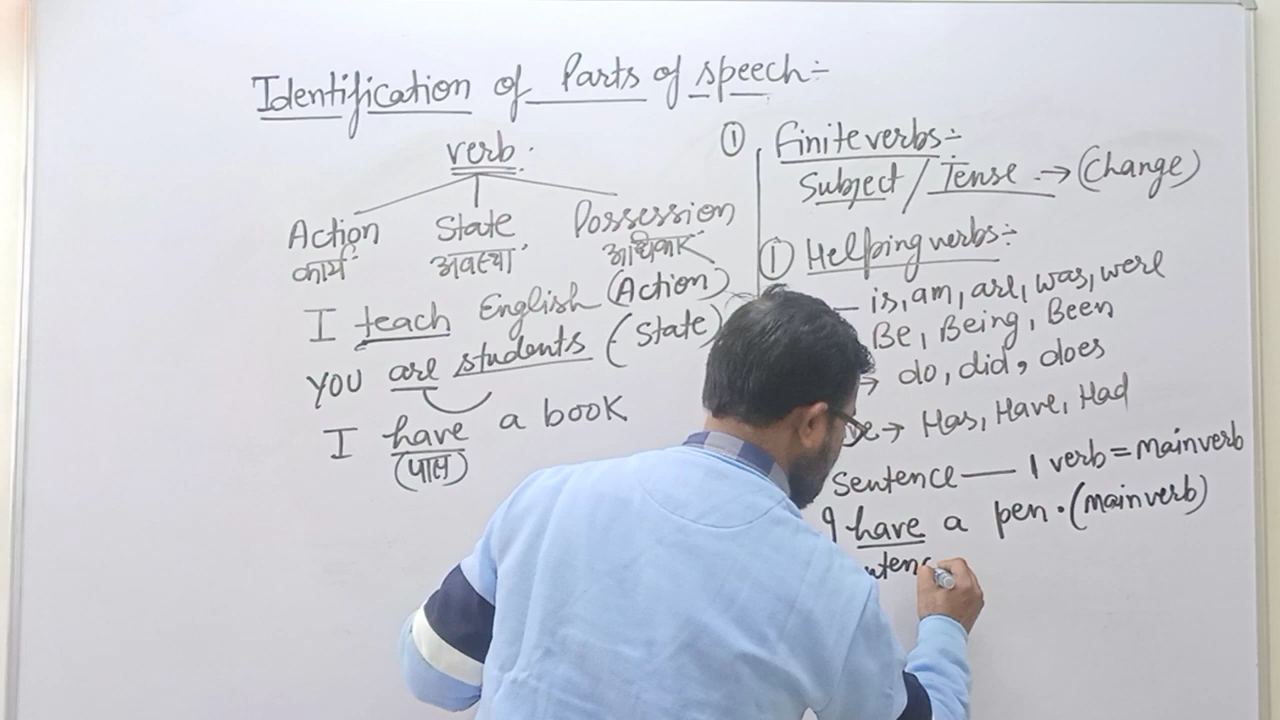 Identification of Parts of speech:-
verb.
Action State Possession
कार्य अवस्था अधिकार
I teach English (Action)
You are students (State)
I have a book
(पास)
① Finite verbs:-
Subject / Tense → (Change)
① Helping verbs:-
is, am, are, was, were
Be, Being, Been
→ do, did, does
→ Has, Have, Had
Sentence — 1 verb = Mainverb
I have a pen. (Mainverb)